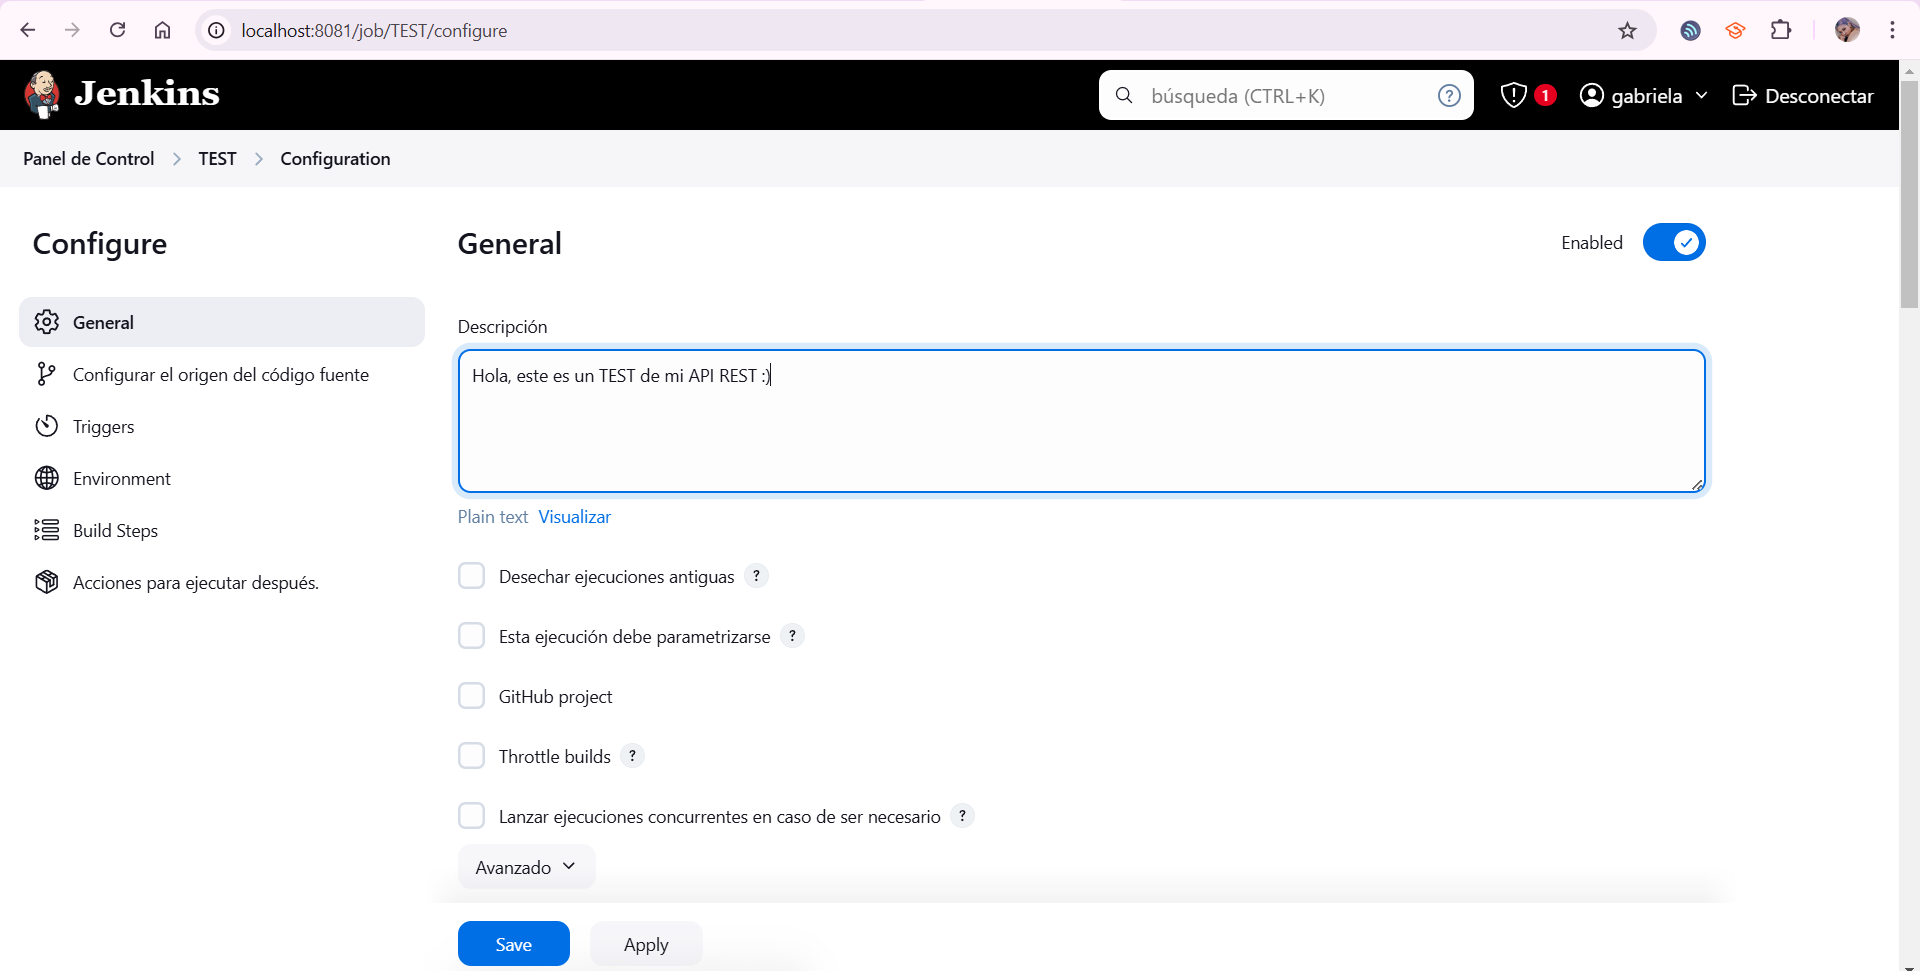 localhost:8081/job/TEST/configure
Jenkins
búsqueda (CTRL+K)
?
1
gabriela
Desconectar
Panel de Control
TEST
Configuration
Configure
General
Configurar el origen del código fuente
Triggers
Environment
Build Steps
Acciones para ejecutar después.
General
Enabled
Descripción
Hola, este es un TEST de mi API REST :)
Plain text Visualizar
Desechar ejecuciones antiguas ?
Esta ejecución debe parametrizarse ?
GitHub project
Throttle builds ?
Lanzar ejecuciones concurrentes en caso de ser necesario ?
Avanzado
Save
Apply